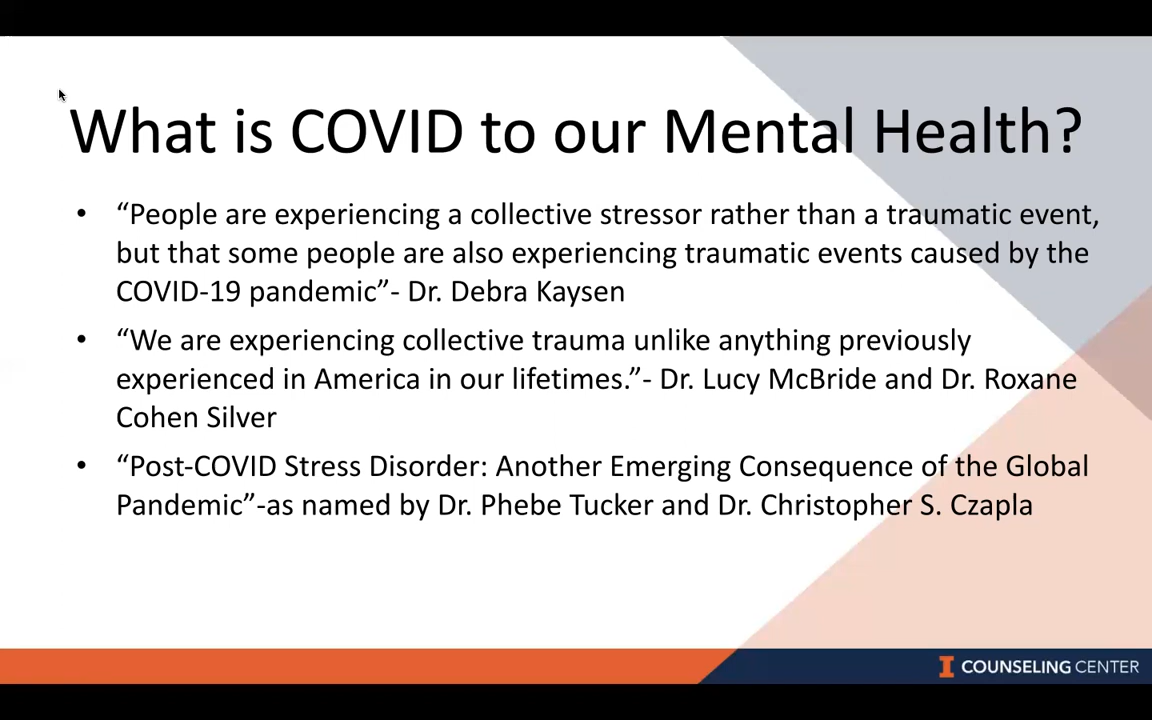 What is COVID to our Mental Health?
• “People are experiencing a collective stressor rather than a traumatic event,
but that some people are also experiencing traumatic events caused by the
COVID-19 pandemic”- Dr. Debra Kaysen
• “We are experiencing collective trauma unlike anything previously
experienced in America in our lifetimes.”- Dr. Lucy McBride and Dr. Roxane
Cohen Silver
• “Post-COVID Stress Disorder: Another Emerging Consequence of the Global
Pandemic”-as named by Dr. Phebe Tucker and Dr. Christopher S. Czapla
I COUNSELING CENTER